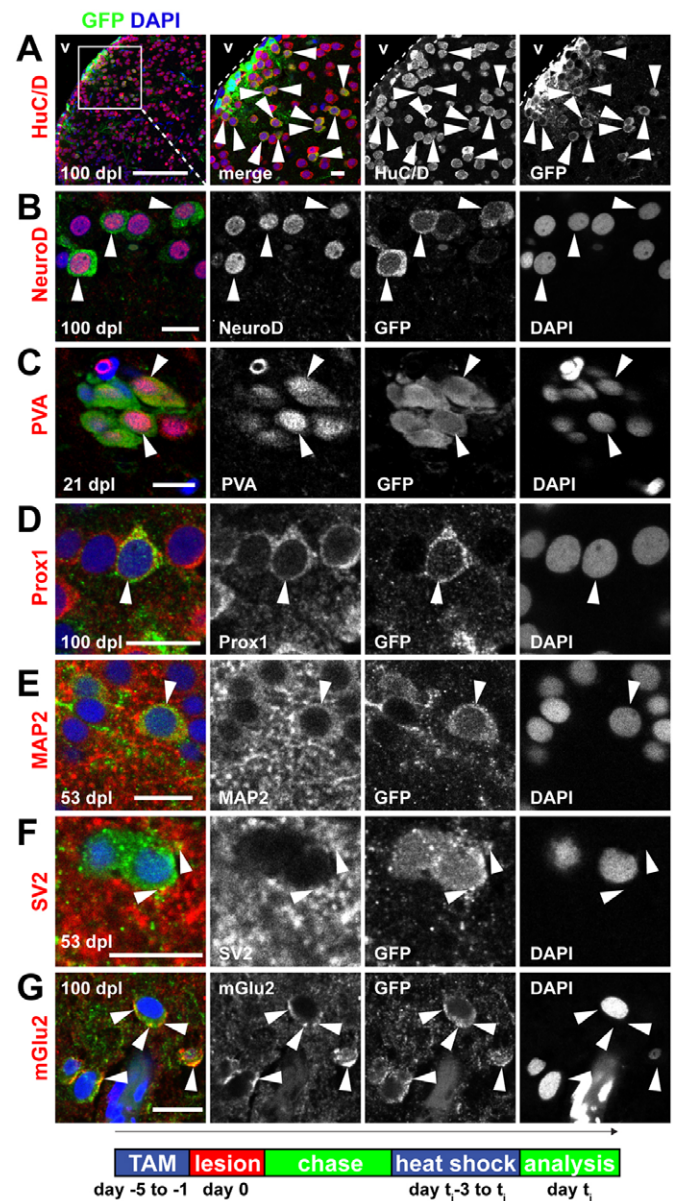 GFP DAPI
A
HuC/D
v
100 dpl
v
merge
HuC/D
v
GFP
B
NeuroD
100 dpl
NeuroD
GFP
DAPI
C
PVA
21 dpl
PVA
GFP
DAPI
D
Prox1
100 dpl
Prox1
GFP
DAPI
E
MAP2
53 dpl
MAP2
GFP
DAPI
F
SV2
53 dpl
SV2
GFP
DAPI
G
mGlu2
100 dpl
mGlu2
GFP
DAPI
TAM lesion chase heat shock analysis
day -5 to -1 day 0 day ti-3 to ti day ti